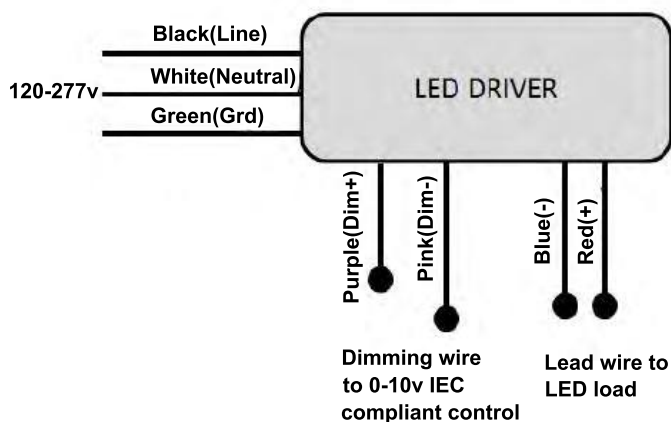 Black(Line)
120-277v
White(Neutral)
Green(Grd)
LED DRIVER
Purple(Dim+)
Pink(Dim-)
Blue(-)
Red(+)
Dimming wire
to 0-10v IEC
compliant control
Lead wire to
LED load